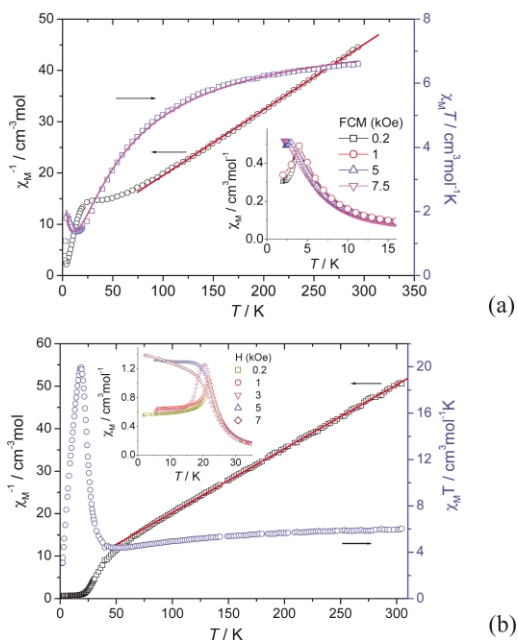 50
40
30
20
10
0
χM⁻¹ / cm⁻³mol
8
6
4
2
0
χMT / cm³mol⁻¹K
FCM (kOe)
0.2
1
5
7.5
0.4
0.2
0.0
χM / cm³mol⁻¹
0 5 10 15
T / K
0 50 100 150 200 250 300 350
T / K
(a)
60
50
40
30
20
10
0
χM⁻¹ / cm⁻³mol
20
16
12
8
4
0
χMT / cm³mol⁻¹K
H (kOe)
0.2
1
3
5
7
1.2
0.8
0.4
0.0
χM / cm³mol⁻¹
0 10 20 30
T / K
0 50 100 150 200 250 300
T / K
(b)